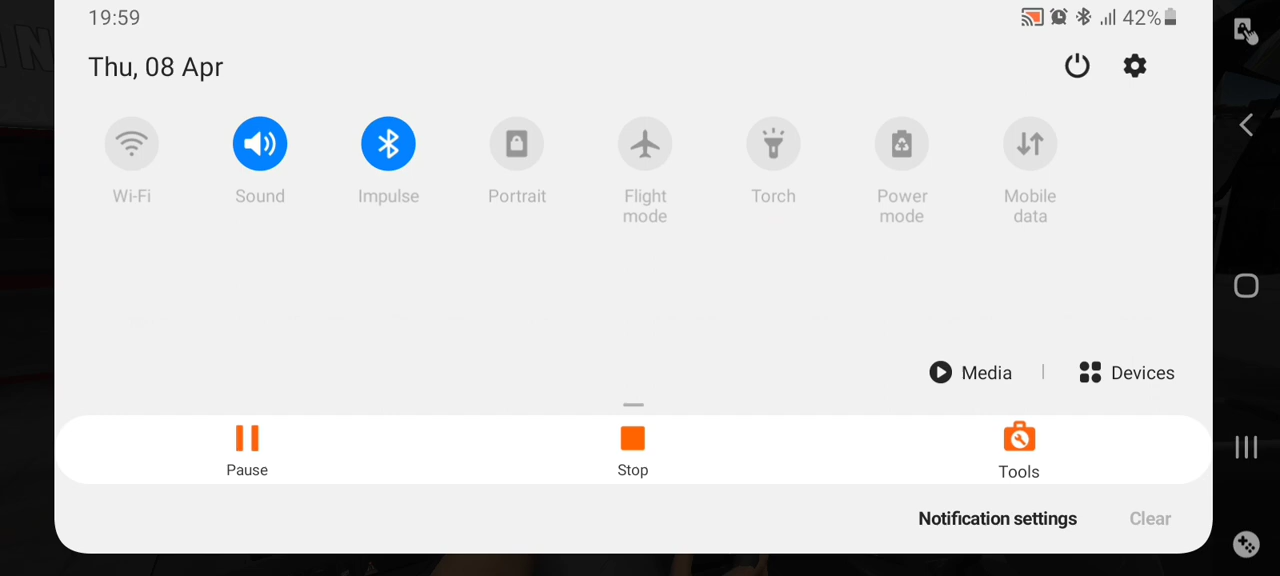 19:59
42%
Thu, 08 Apr
Wi-Fi
Sound
Impulse
Portrait
Flight
mode
Torch
Power
mode
Mobile
data
Media
Devices
Pause
Stop
Tools
Notification settings
Clear